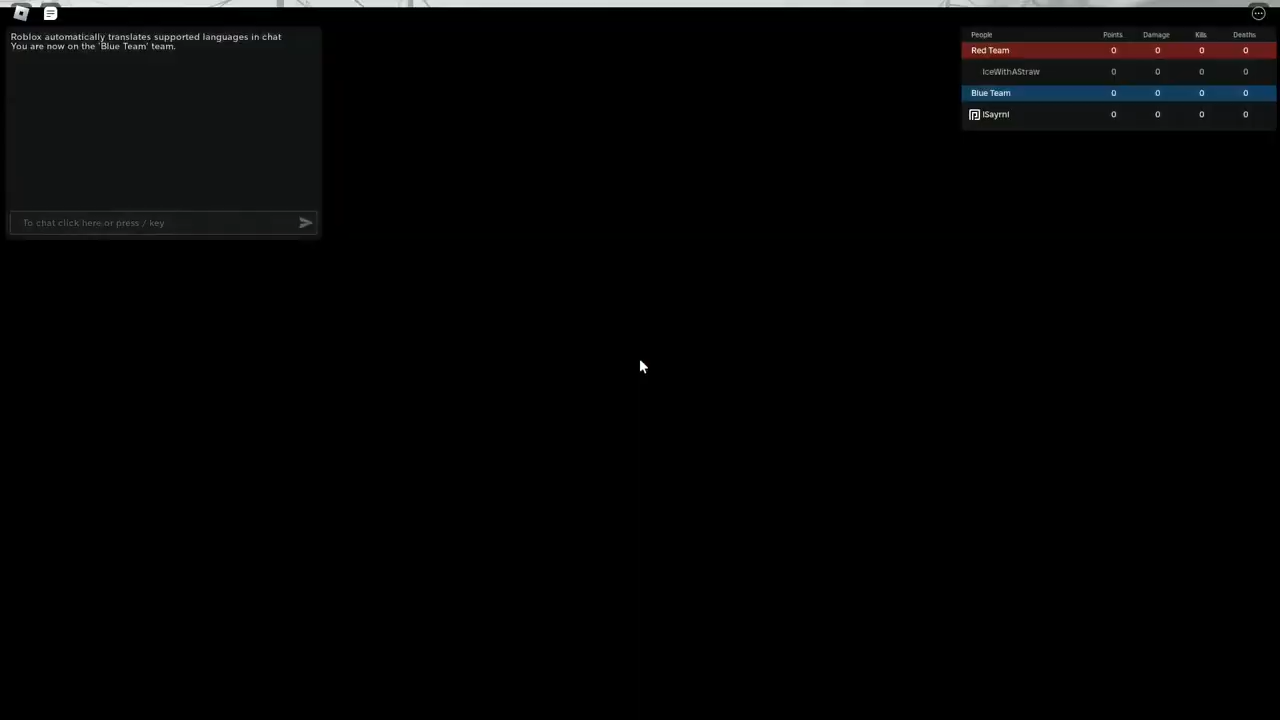 Roblox automatically translates supported languages in chat
You are now on the 'Blue Team' team.
To chat click here or press / key
People Points Damage Kills Deaths
Red Team 0 0 0 0
IceWithAStraw 0 0 0 0
Blue Team 0 0 0 0
ISayrnI 0 0 0 0